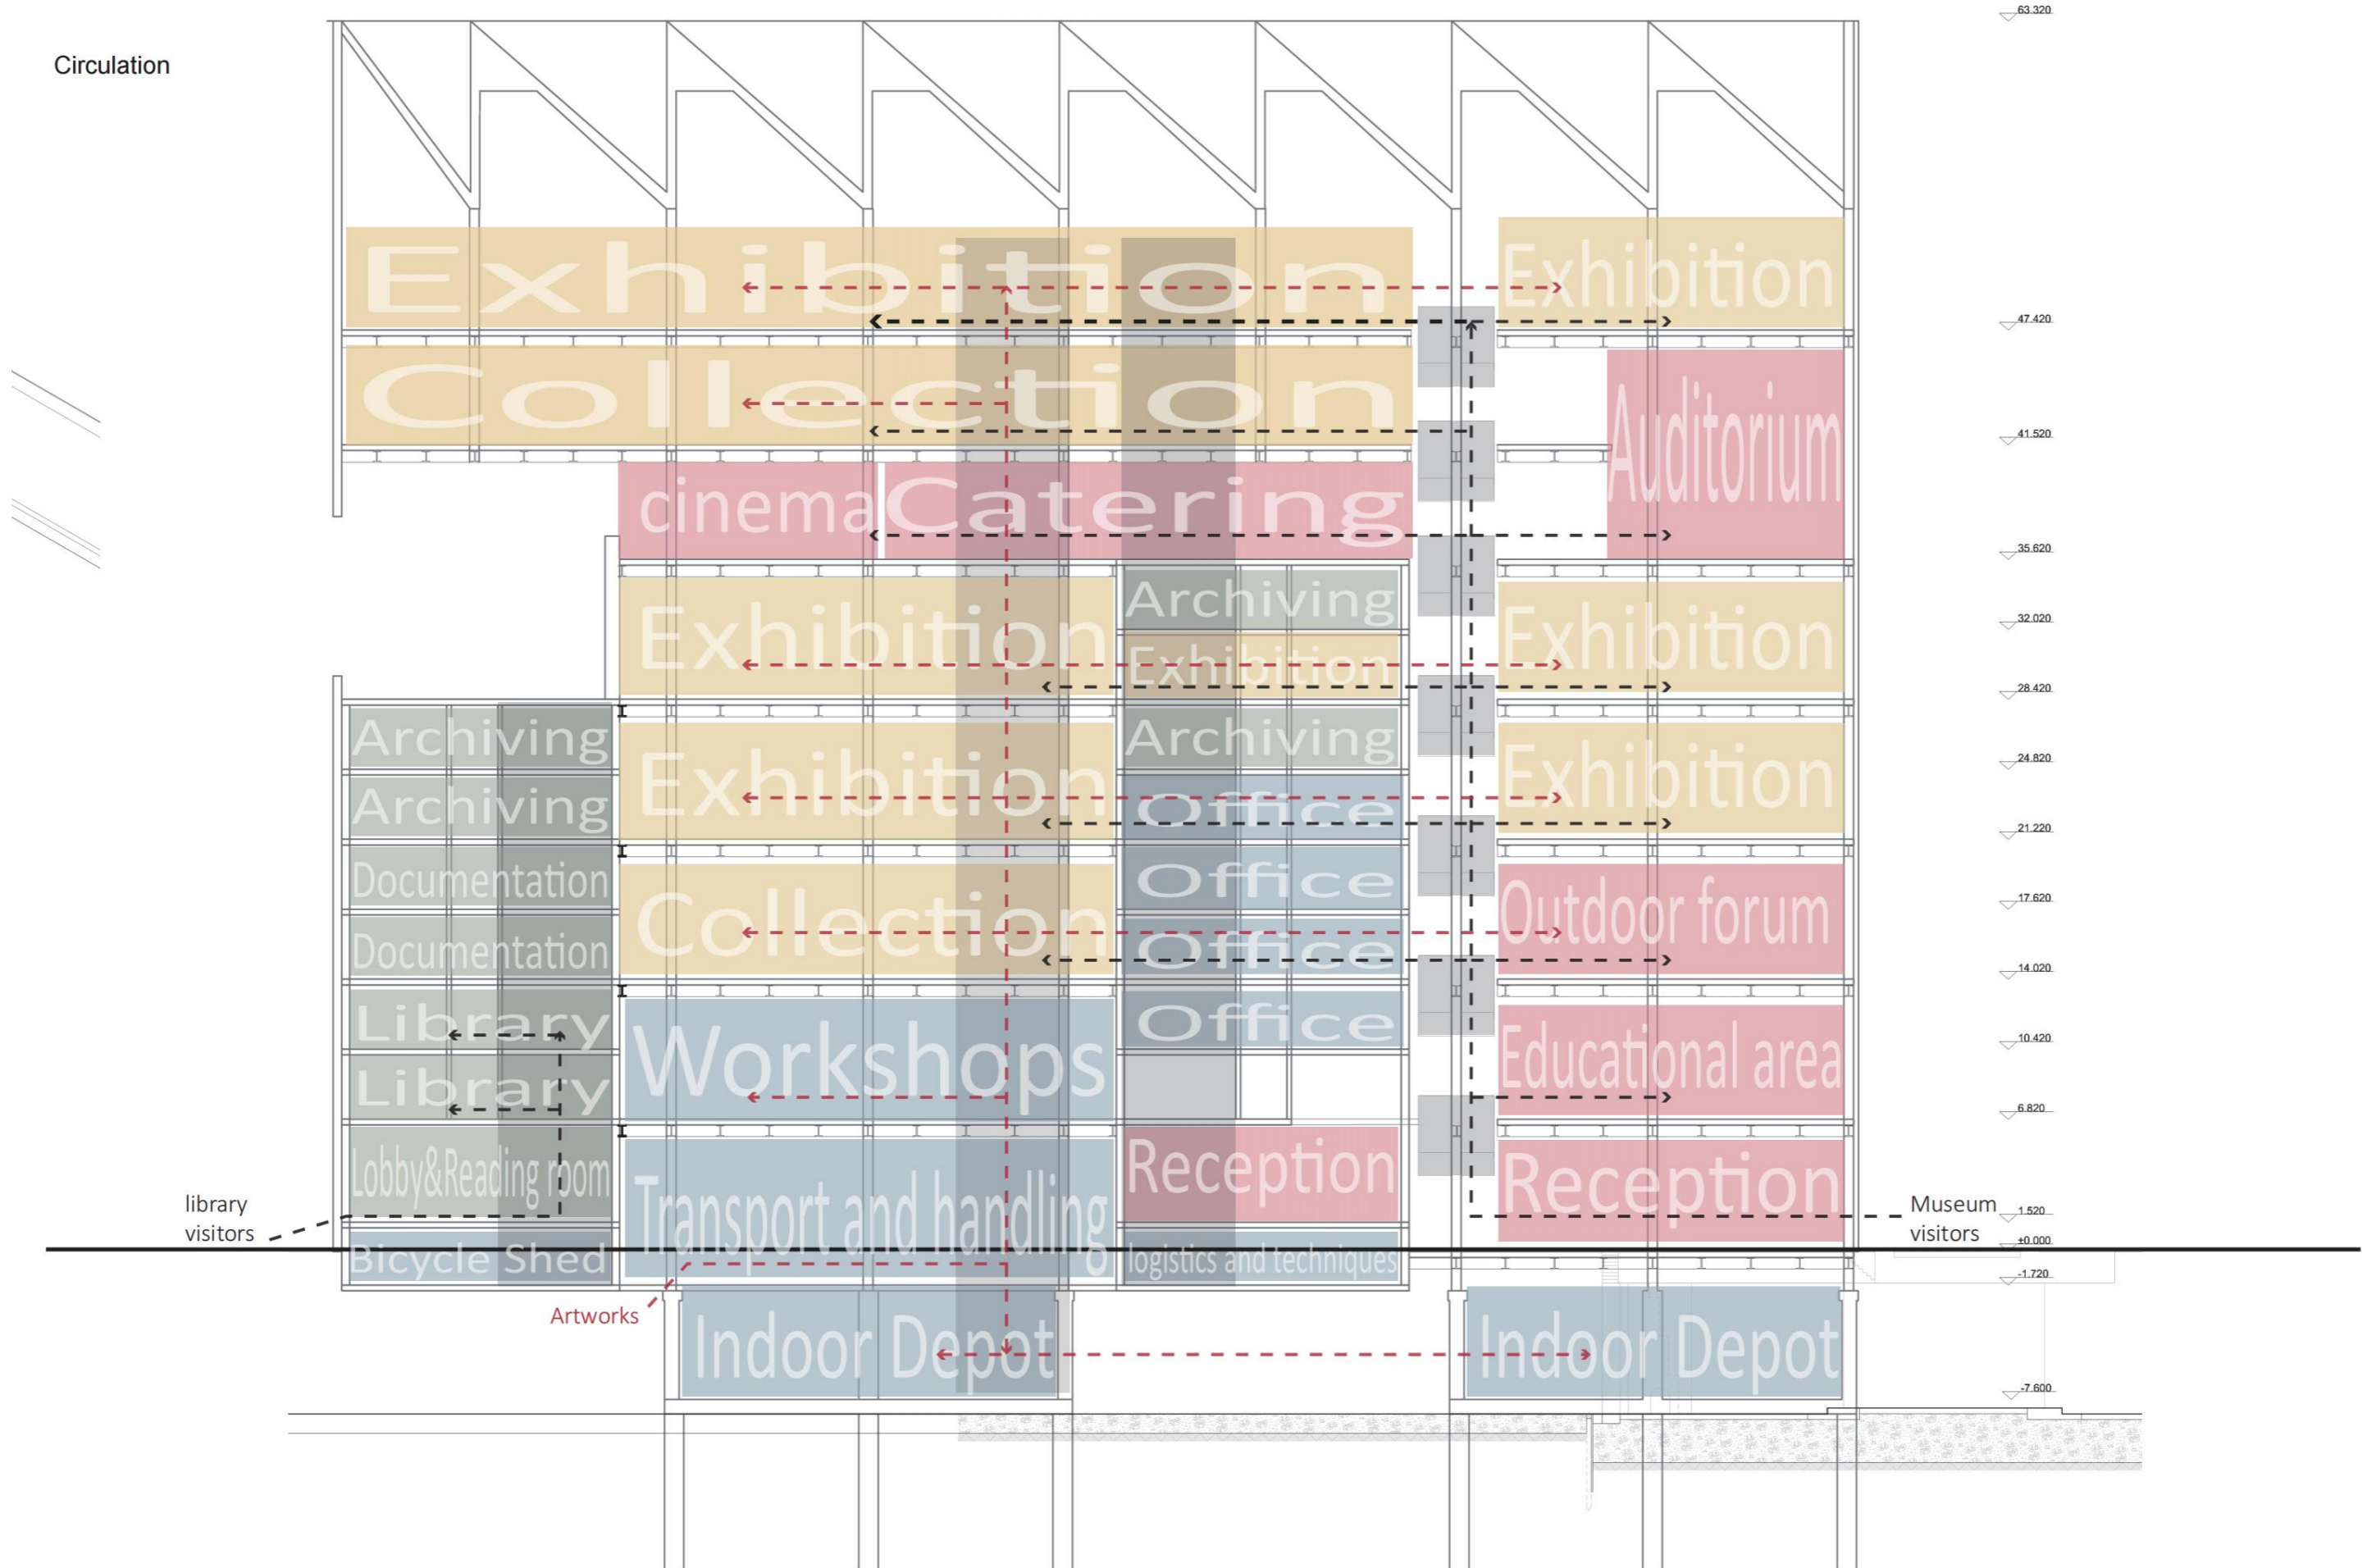 63.320
Circulation
Exhibition
Exhibition
47.420
Collection
Auditorium
41.520
cinema
Catering
35.620
Archiving
Exhibition
Exhibition
32.020
Exhibition
28.420
Archiving
Archiving
Exhibition
Exhibition
24.820
Archiving
Office
21.220
Documentation
Office
Collection
Outdoor forum
17.620
Documentation
Office
14.020
Library
Office
Workshops
Educational area
10.420
Library
6.820
Lobby&Reading room
Reception
Reception
Transport and handling
library
visitors
Museum
visitors
1.520
±0.000
Bicycle Shed
logistics and techniques
-1.720
Artworks
Indoor Depot
Indoor Depot
-7.600